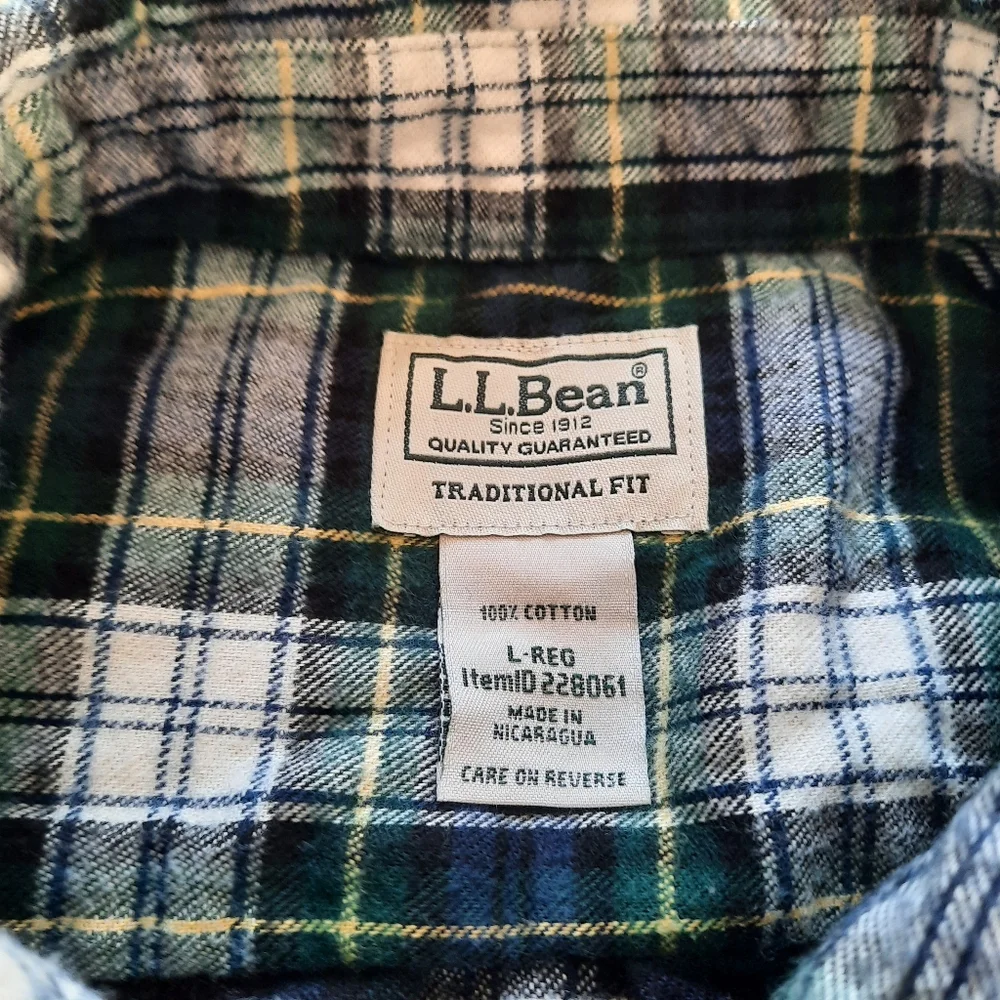 L.L.Bean®
Since 1912
QUALITY GUARANTEED
TRADITIONAL FIT
100% COTTON
L-REG
ItemID 228061
MADE IN
NICARAGUA
CARE ON REVERSE